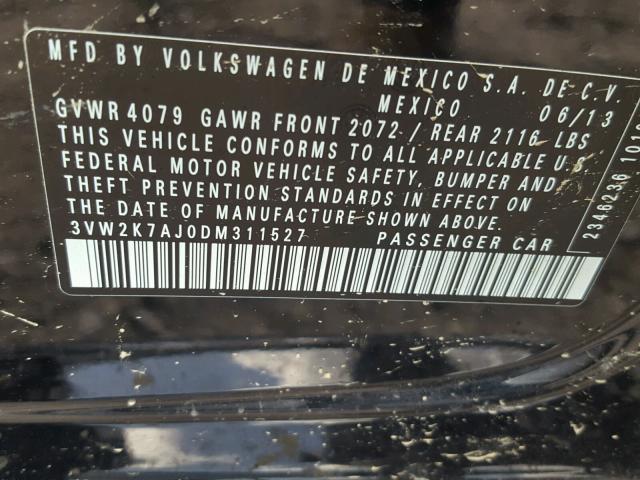 MFD BY VOLKSWAGEN DE MEXICO S.A. DE C.V.
MEXICO 06/13
GVWR 4079 GAWR FRONT 2072 / REAR 2116 LBS
THIS VEHICLE CONFORMS TO ALL APPLICABLE U S
FEDERAL MOTOR VEHICLE SAFETY, BUMPER AND
THEFT PREVENTION STANDARDS IN EFFECT ON
THE DATE OF MANUFACTURE SHOWN ABOVE.
3VW2K7AJ0DM311527 PASSENGER CAR
2346236 101